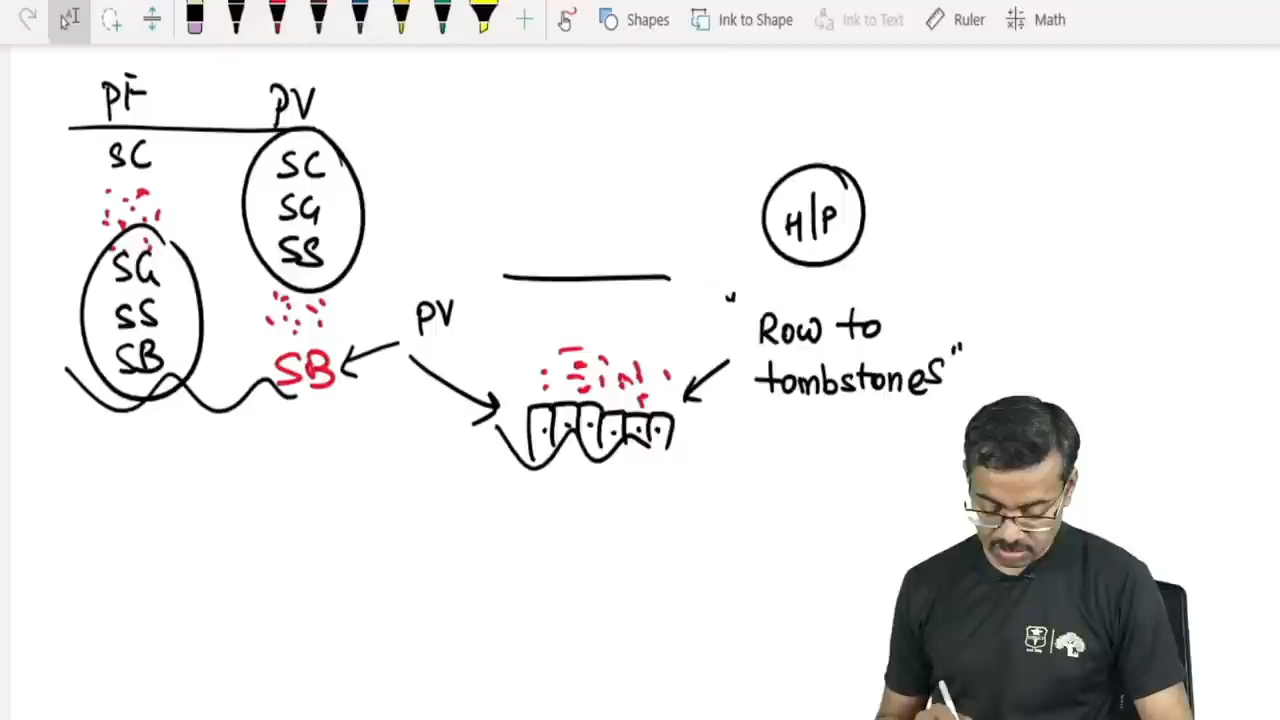 Shapes
Ink to Shape
Ink to Text
Ruler
Math
PF PV
SC
SG
SS
SB
SC
SG
SS
SB
PV
H/P
"Row to
tombstones"